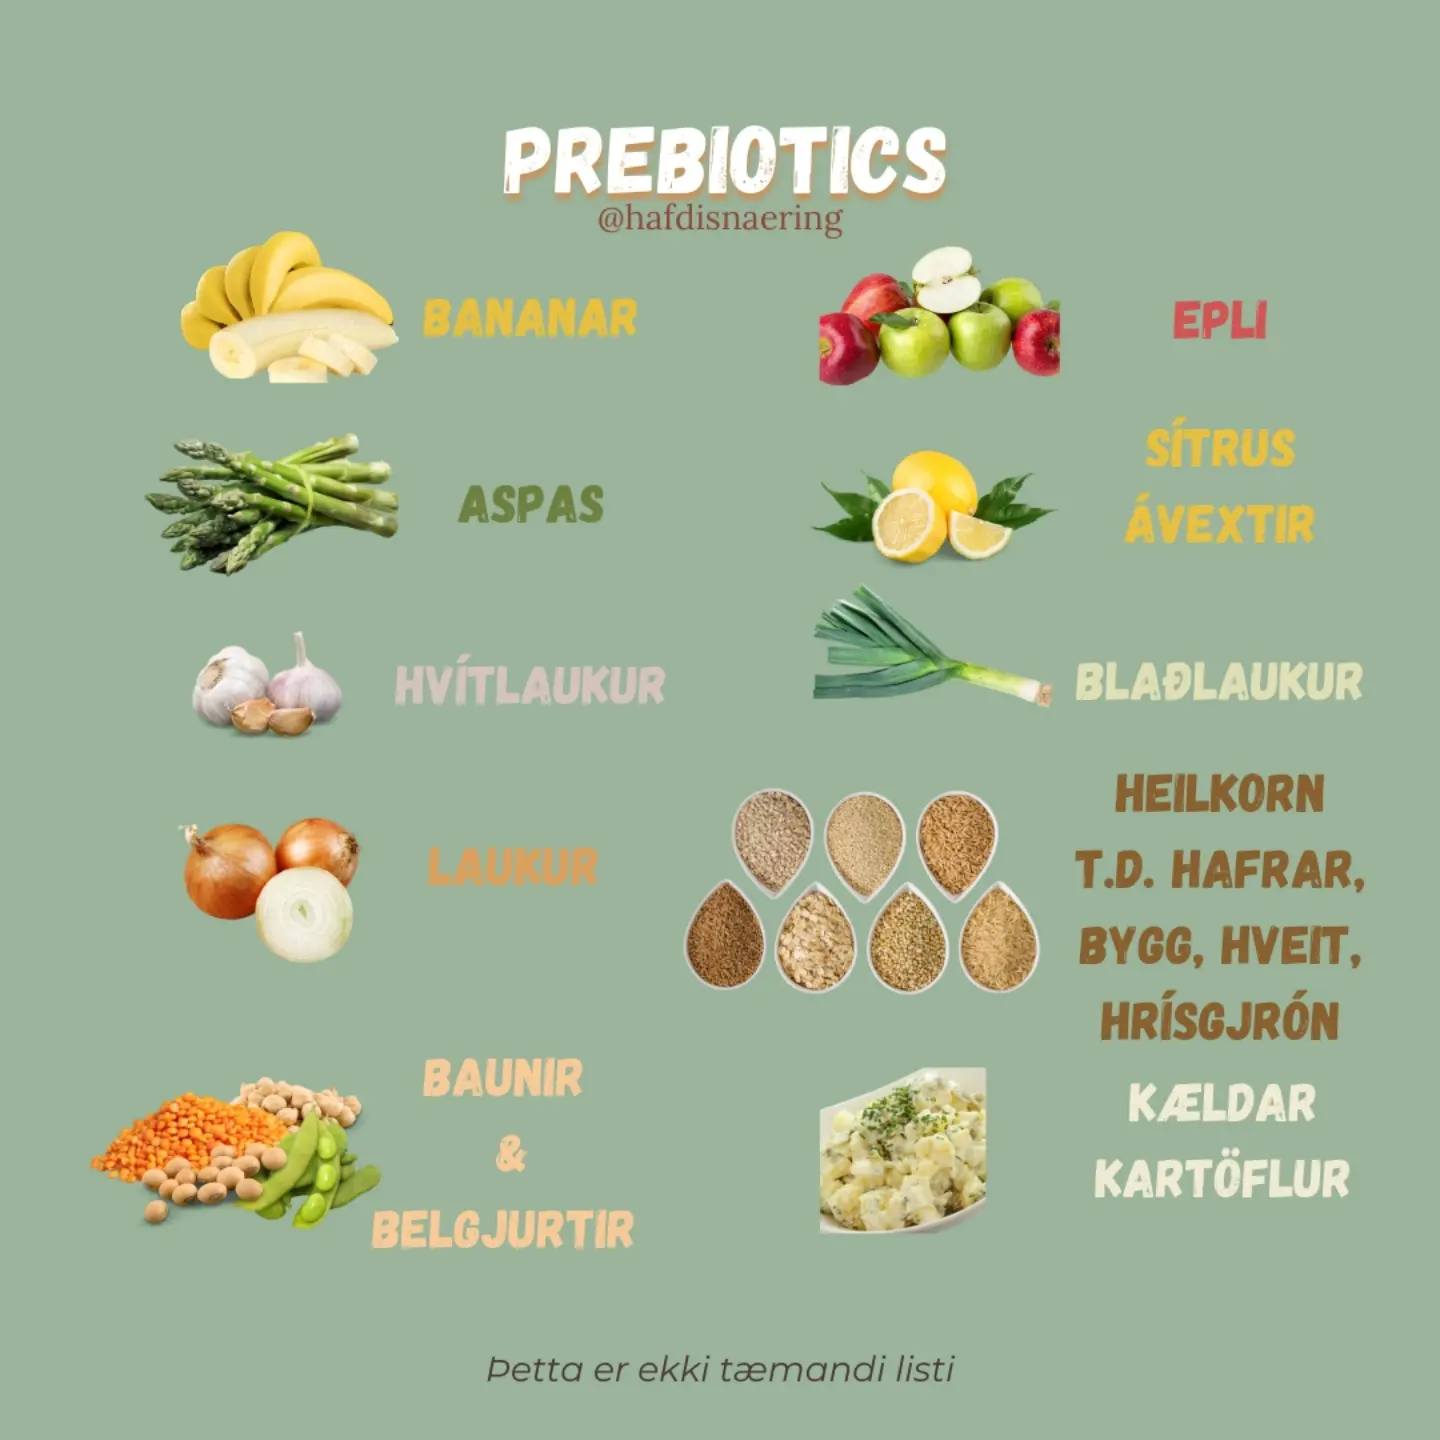 PREBIOTICS
@hafdisnaering
BANANAR
EPLI
ASPAS
SÍTRUS
ÁVEXTIR
HVÍTLAUKUR
BLAÐLAUKUR
LAUKUR
HEILKORN
T.D. HAFRAR,
BYGG, HVEIT,
HRÍSGJRÓN
BAUNIR
&
BELGJURTIR
KÆLDAR
KARTÖFLUR
Þetta er ekki tæmandi listi